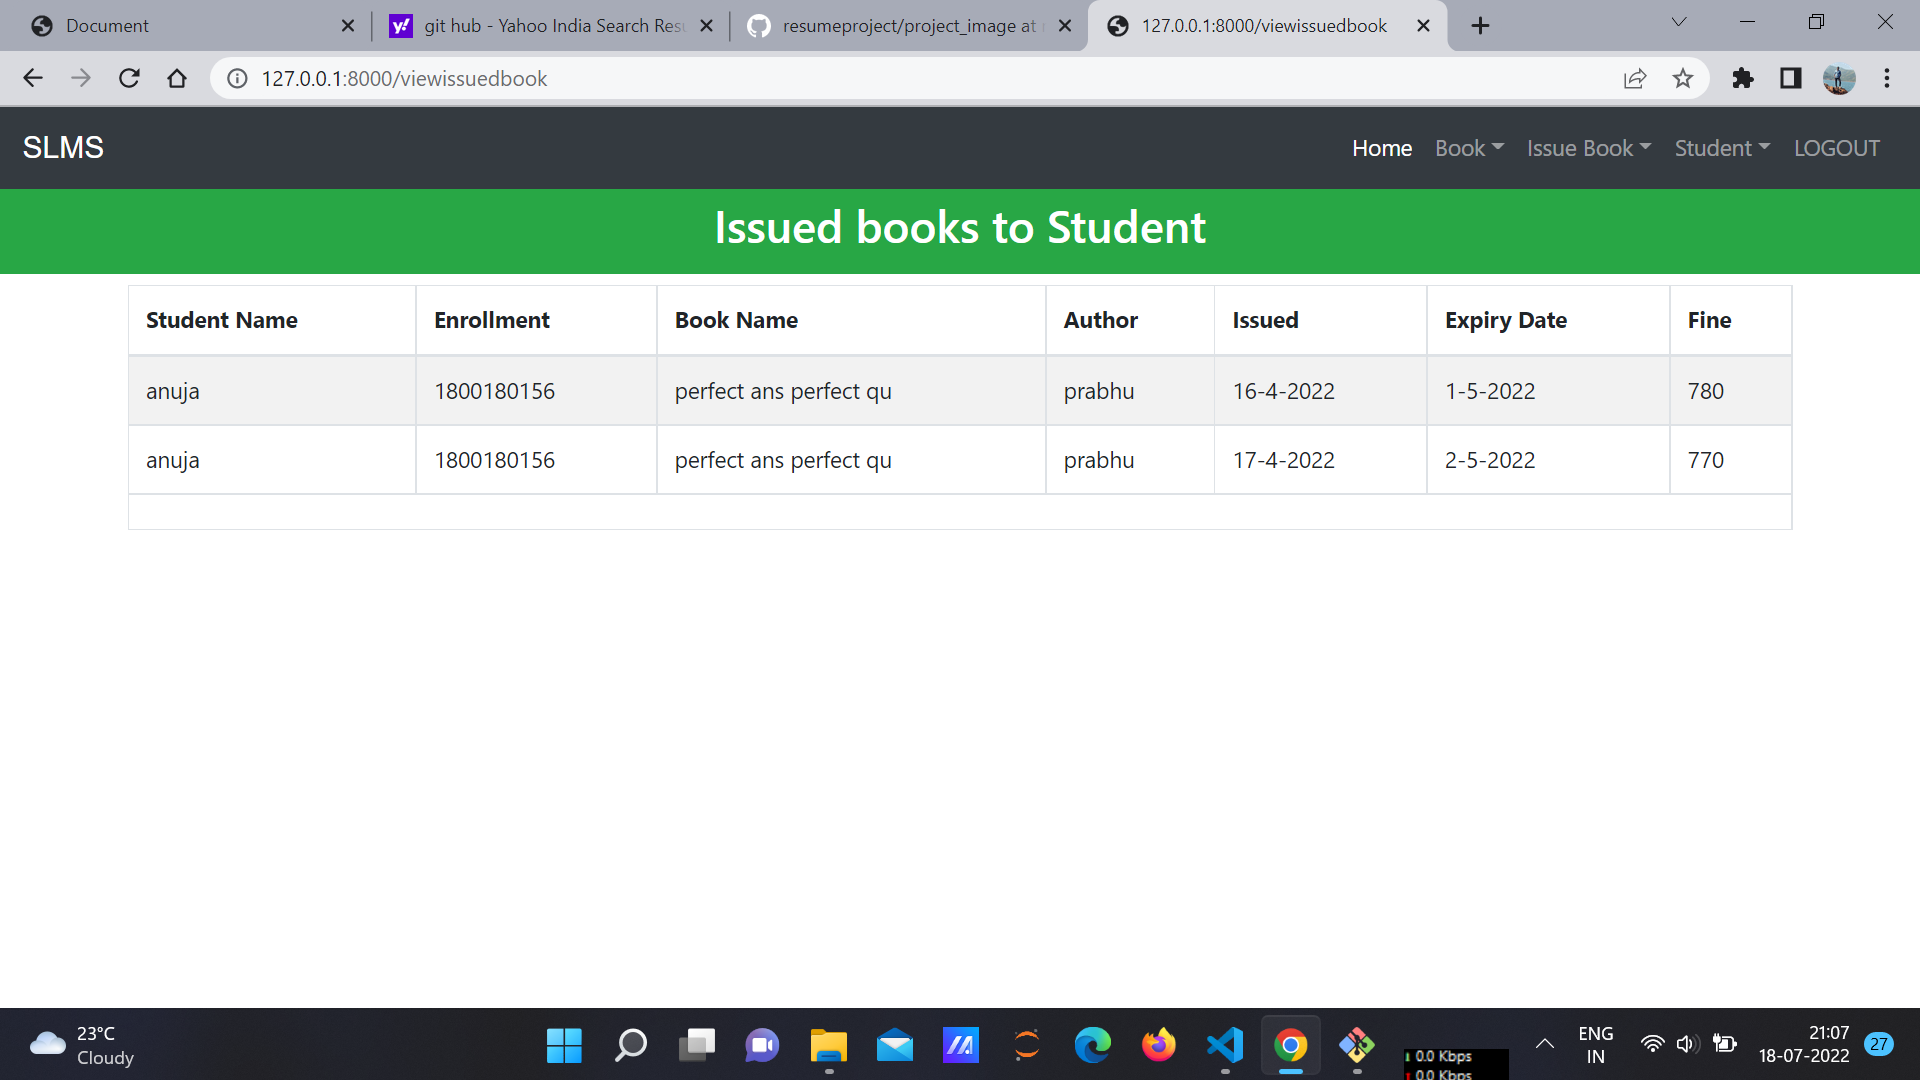 Document
git hub - Yahoo India Search Resu
resumeproject/project_image at
127.0.0.1:8000/viewissuedbook
127.0.0.1:8000/viewissuedbook
SLMS
Home Book Issue Book Student LOGOUT
Issued books to Student
Student Name Enrollment Book Name Author Issued Expiry Date Fine
anuja 1800180156 perfect ans perfect qu prabhu 16-4-2022 1-5-2022 780
anuja 1800180156 perfect ans perfect qu prabhu 17-4-2022 2-5-2022 770
23°C
Cloudy
0.0 Kbps
0.0 Kbps
ENG
IN
21:07
18-07-2022
27